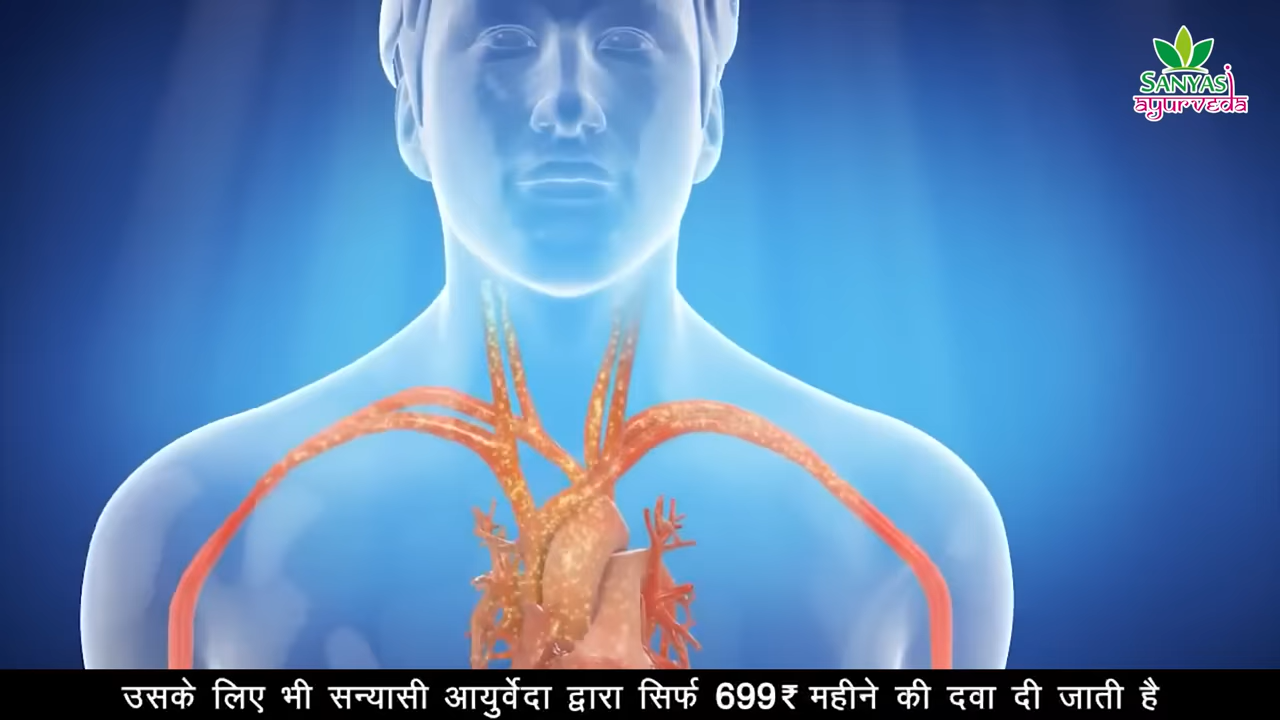 SANYASI
ayurveda
उसके लिए भी सन्यासी आयुर्वेदा द्वारा सिर्फ 699₹ महीने की दवा दी जाती है